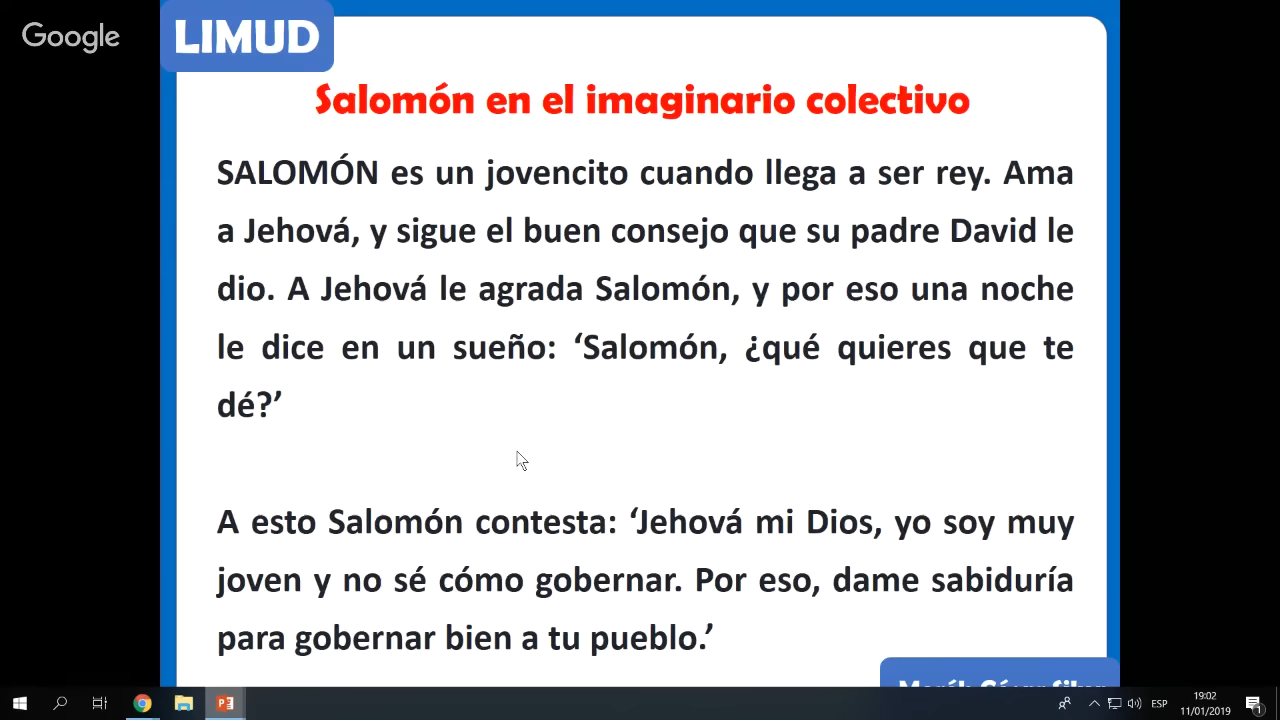 Google
LIMUD
Salomón en el imaginario colectivo
SALOMÓN es un jovencito cuando llega a ser rey. Ama
a Jehová, y sigue el buen consejo que su padre David le
dio. A Jehová le agrada Salomón, y por eso una noche
le dice en un sueño: ‘Salomón, ¿qué quieres que te
dé?’
A esto Salomón contesta: ‘Jehová mi Dios, yo soy muy
joven y no sé cómo gobernar. Por eso, dame sabiduría
para gobernar bien a tu pueblo.’
ESP
19:02
11/01/2019
1